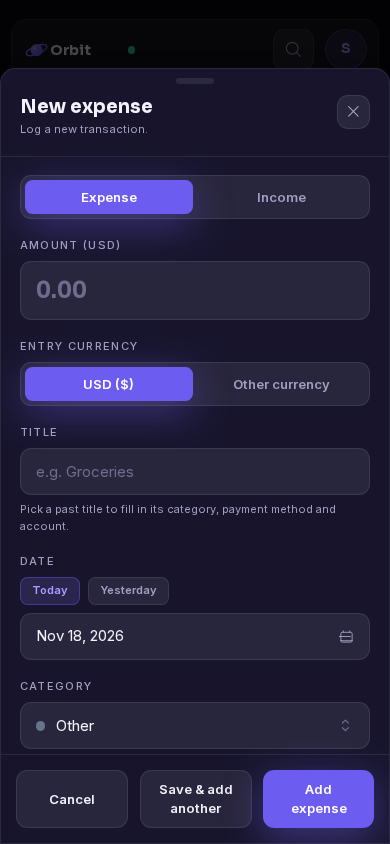 Orbit
S
New expense
Log a new transaction.
Expense
Income
AMOUNT (USD)
0.00
ENTRY CURRENCY
USD ($)
Other currency
TITLE
e.g. Groceries
Pick a past title to fill in its category, payment method and
account.
DATE
Today
Yesterday
Nov 18, 2026
CATEGORY
Other
Cancel
Save & add
another
Add
expense